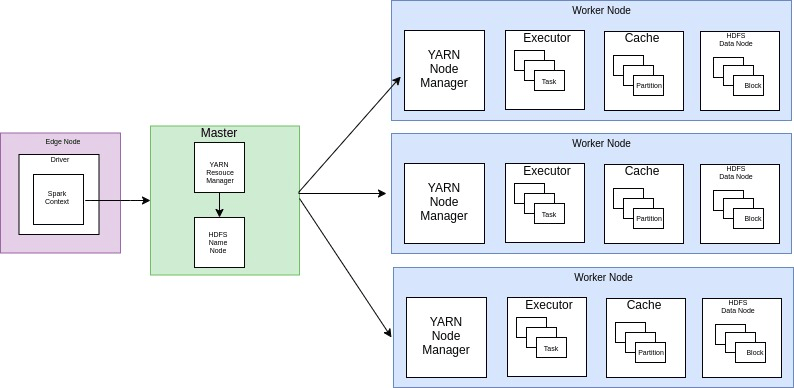 Edge Node
Driver
Spark
Context
Master
YARN
Resouce
Manager
HDFS
Name
Node
Worker Node
YARN
Node
Manager
Executor
Task
Cache
Partition
HDFS
Data Node
Block
Worker Node
YARN
Node
Manager
Executor
Task
Cache
Partition
HDFS
Data Node
Block
Worker Node
YARN
Node
Manager
Executor
Task
Cache
Partition
HDFS
Data Node
Block